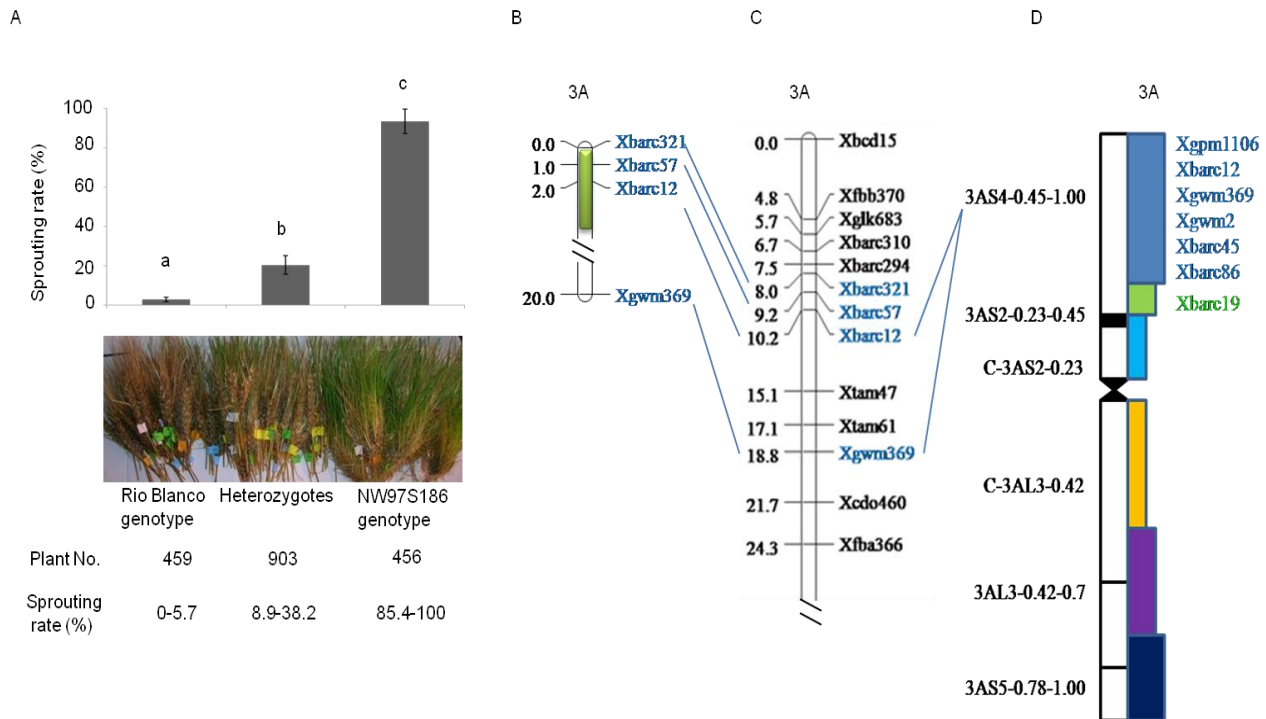 A
B
C
D
a
b
c
100
80
60
40
20
0
Sprouting rate (%)
Rio Blanco genotype
Heterozygotes
NW97S186 genotype
Plant No.
459
903
456
Sprouting rate (%)
0-5.7
8.9-38.2
85.4-100
3A
0.0 Xbarc321
1.0 Xbarc57
2.0 Xbarc12
20.0 Xgwm369
3A
0.0 Xbcd15
4.8 Xfbb370
5.7 Xglk683
6.7 Xbarc310
7.5 Xbarc294
8.0 Xbarc321
9.2 Xbarc57
10.2 Xbarc12
15.1 Xtam47
17.1 Xtam61
18.8 Xgwm369
21.7 Xcdo460
24.3 Xfba366
3A
3AS4-0.45-1.00
3AS2-0.23-0.45
C-3AS2-0.23
C-3AL3-0.42
3AL3-0.42-0.7
3AS5-0.78-1.00
Xgpm1106
Xbarc12
Xgwm369
Xgwm2
Xbarc45
Xbarc86
Xbarc19